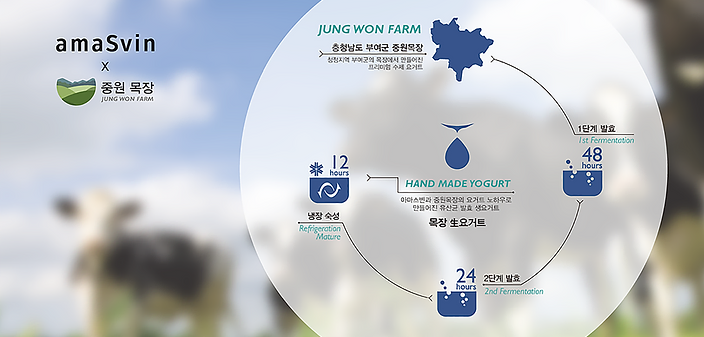 amaSvin
X
중원 목장
JUNG WON FARM
JUNG WON FARM
충청남도 부여군 중원목장
청정지역 부여군의 목장에서 만들어진
프리미엄 수제 요거트
1단계 발효
1st Fermentation
48
hours
12
hours
HAND MADE YOGURT
아마스빈과 중원목장의 요거트 노하우로
만들어진 유산균 발효 생요거트
목장 生요거트
냉장 숙성
Refrigeration
Mature
24
hours
2단계 발효
2nd Fermentation